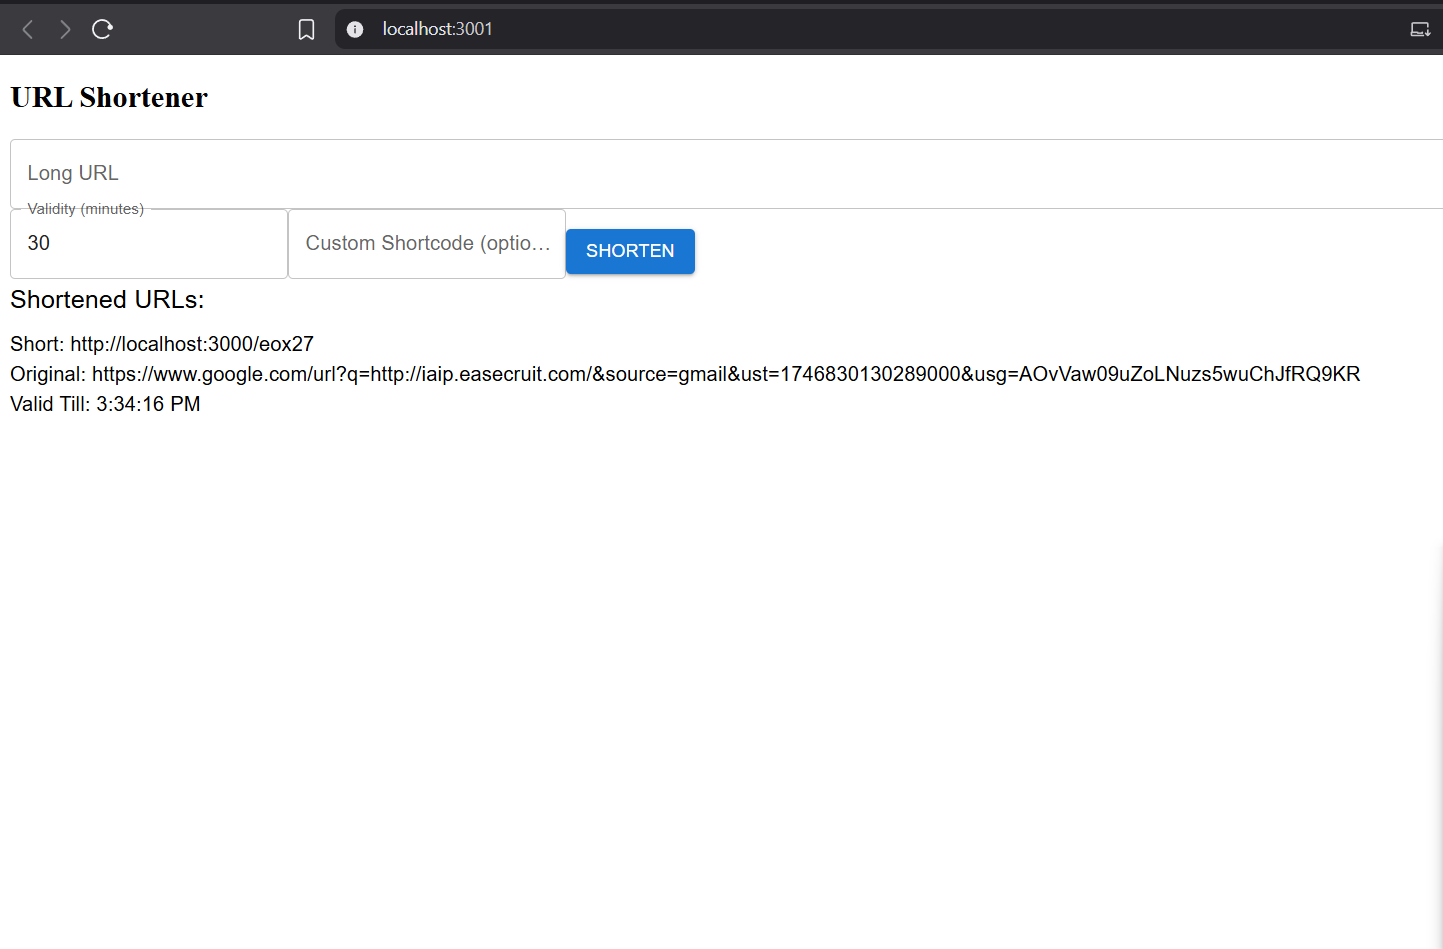 localhost:3001
URL Shortener
Long URL
Validity (minutes)
30
Custom Shortcode (optio…
SHORTEN
Shortened URLs:
Short: http://localhost:3000/eox27
Original: https://www.google.com/url?q=http://iaip.easecruit.com/&source=gmail&ust=1746830130289000&usg=AOvVaw09uZoLNuzs5wuChJfRQ9KR
Valid Till: 3:34:16 PM